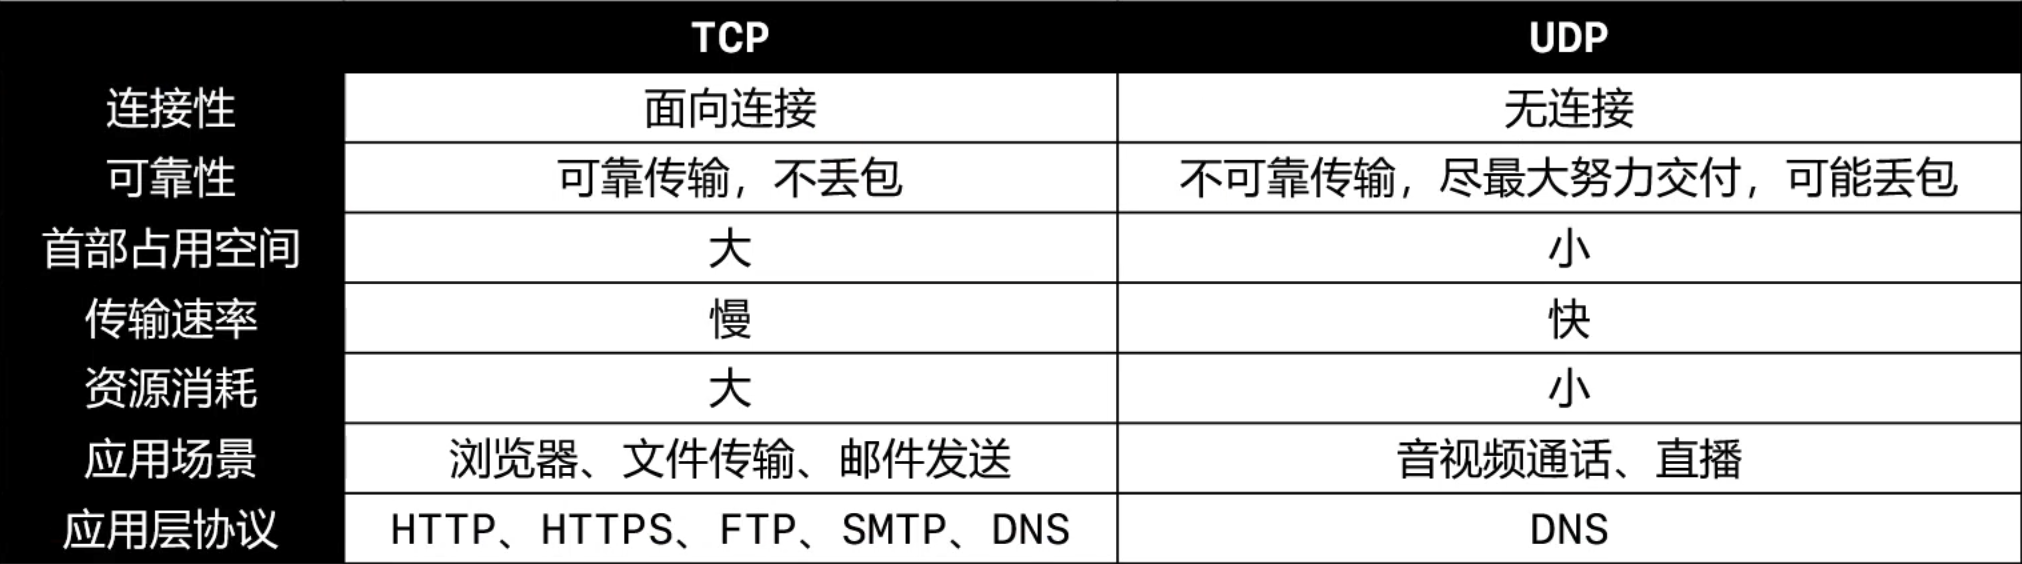 TCP UDP
连接性 面向连接 无连接
可靠性 可靠传输，不丢包 不可靠传输，尽最大努力交付，可能丢包
首部占用空间 大 小
传输速率 慢 快
资源消耗 大 小
应用场景 浏览器、文件传输、邮件发送 音视频通话、直播
应用层协议 HTTP、HTTPS、FTP、SMTP、DNS DNS